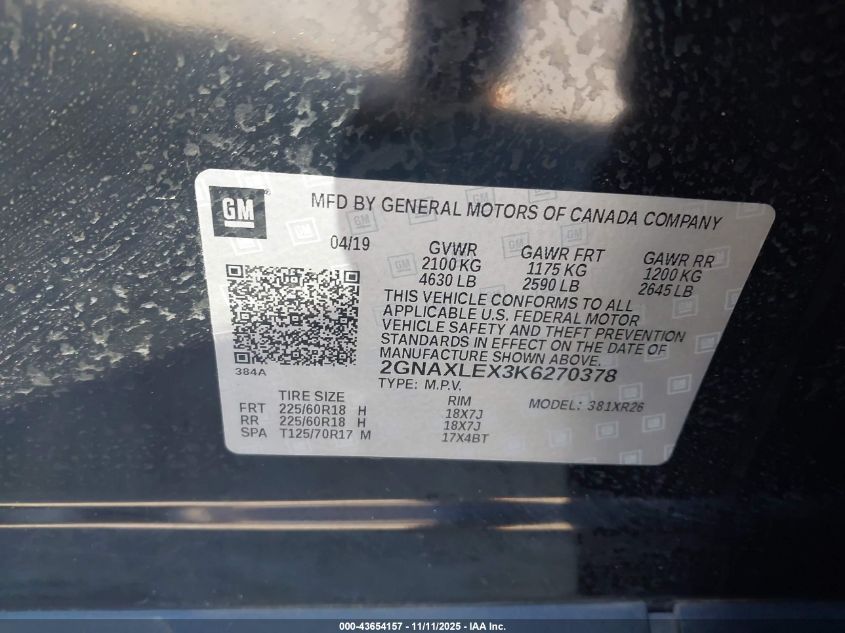 GM
MFD BY GENERAL MOTORS OF CANADA COMPANY
04/19 GVWR GAWR FRT GAWR RR
2100 KG 1175 KG 1200 KG
4630 LB 2590 LB 2645 LB
THIS VEHICLE CONFORMS TO ALL
APPLICABLE U.S. FEDERAL MOTOR
VEHICLE SAFETY AND THEFT PREVENTION
STANDARDS IN EFFECT ON THE DATE OF
MANUFACTURE SHOWN ABOVE.
384A 2GNAXLEX3K6270378
TYPE: M.P.V.
TIRE SIZE RIM MODEL: 381XR26
FRT 225/60R18 H 18X7J
RR 225/60R18 H 18X7J
SPA T125/70R17 M 17X4BT
000-43654157 - 11/11/2025 - IAA Inc.